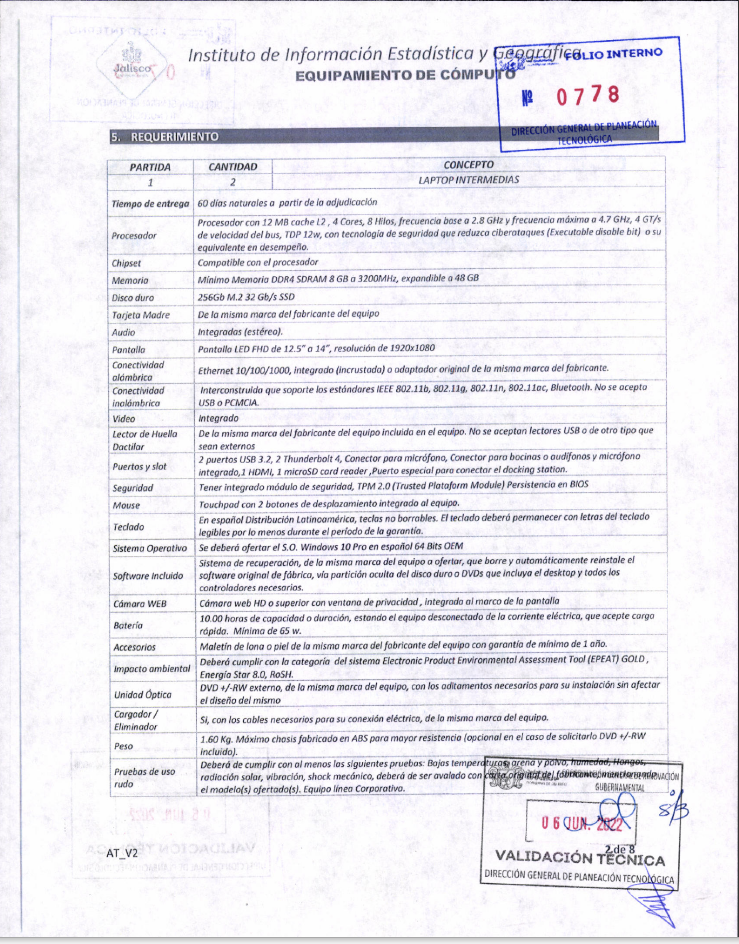 Jalisco
Instituto de Información Estadística y Geográfica
EQUIPAMIENTO DE CÓMPUTO
FOLIO INTERNO
Nº 0778
DIRECCIÓN GENERAL DE PLANEACIÓN
TECNOLÓGICA
5. REQUERIMIENTO
PARTIDA CANTIDAD CONCEPTO
1 2 LAPTOP INTERMEDIAS
Tiempo de entrega 60 días naturales a partir de la adjudicación
Procesador Procesador con 12 MB cache L2 , 4 Cores, 8 Hilos, frecuencia base a 2.8 GHz y frecuencia máxima a 4.7 GHz, 4 GT/s
de velocidad del bus, TDP 12w, con tecnología de seguridad que reduzca ciberataques (Executable disable bit) o su
equivalente en desempeño.
Chipset Compatible con el procesador
Memoria Mínimo Memoria DDR4 SDRAM 8 GB a 3200MHz, expandible a 48 GB
Disco duro 256Gb M.2 32 Gb/s SSD
Tarjeta Madre De la misma marca del fabricante del equipo
Audio Integradas (estéreo).
Pantalla Pantalla LED FHD de 12.5" a 14", resolución de 1920x1080
Conectividad
alámbrica Ethernet 10/100/1000, integrado (incrustada) o adaptador original de la misma marca del fabricante.
Conectividad Interconstruida que soporte los estándares IEEE 802.11b, 802.11g, 802.11n, 802.11ac, Bluetooth. No se acepta
inalámbrica USB o PCMCIA.
Video Integrado
Lector de Huella De la misma marca del fabricante del equipo incluida en el equipo. No se aceptan lectores USB o de otro tipo que
Dactilar sean externos
Puertos y slot 2 puertos USB 3.2, 2 Thunderbolt 4, Conector para micrófono, Conector para bocinas o audífonos y micrófono
integrado,1 HDMI, 1 microSD card reader ,Puerto especial para conectar el docking station.
Seguridad Tener integrado módulo de seguridad, TPM 2.0 (Trusted Plataform Module) Persistencia en BIOS
Mouse Touchpad con 2 botones de desplazamiento integrado al equipo.
Teclado En español Distribución Latinoamérica, teclas no borrables. El teclado deberá permanecer con letras del teclado
legibles por lo menos durante el período de la garantía.
Sistema Operativo Se deberá ofertar el S.O. Windows 10 Pro en español 64 Bits OEM
Software Incluido Sistema de recuperación, de la misma marca del equipo a ofertar, que borre y automáticamente reinstale el
software original de fábrica, vía partición oculta del disco duro o DVDs que incluya el desktop y todos los
controladores necesarios.
Cámara WEB Cámara web HD o superior con ventana de privacidad , integrada al marco de la pantalla
Batería 10.00 horas de capacidad o duración, estando el equipo desconectado de la corriente eléctrica, que acepte carga
rápida. Mínima de 65 w.
Accesorios Maletín de lona o piel de la misma marca del fabricante del equipo con garantía de mínimo de 1 año.
Impacto ambiental Deberá cumplir con la categoría del sistema Electronic Product Environmental Assessment Tool (EPEAT) GOLD ,
Energía Star 8.0, RoSH.
Unidad Óptica DVD +/-RW externo, de la misma marca del equipo, con los aditamentos necesarios para su instalación sin afectar
el diseño del mismo
Cargador /
Eliminador Si, con los cables necesarios para su conexión eléctrica, de la misma marca del equipo.
Peso 1.60 Kg. Máximo chasis fabricado en ABS para mayor resistencia (opcional en el caso de solicitarlo DVD +/-RW
incluido).
Pruebas de uso
rudo Deberá de cumplir con al menos las siguientes pruebas: Bajas temperaturas, arena y polvo, humedad, Hongos,
radiación solar, vibración, shock mecánico, deberá de ser avalado con carta original del fabricante, mencionando
el modelo(s) ofertado(s). Equipo línea Corporativo.
INNOVACIÓN
GUBERNAMENTAL
06 JUN. 2022
AT_V2
2 de 8
VALIDACIÓN TÉCNICA
DIRECCIÓN GENERAL DE PLANEACIÓN TECNOLÓGICA